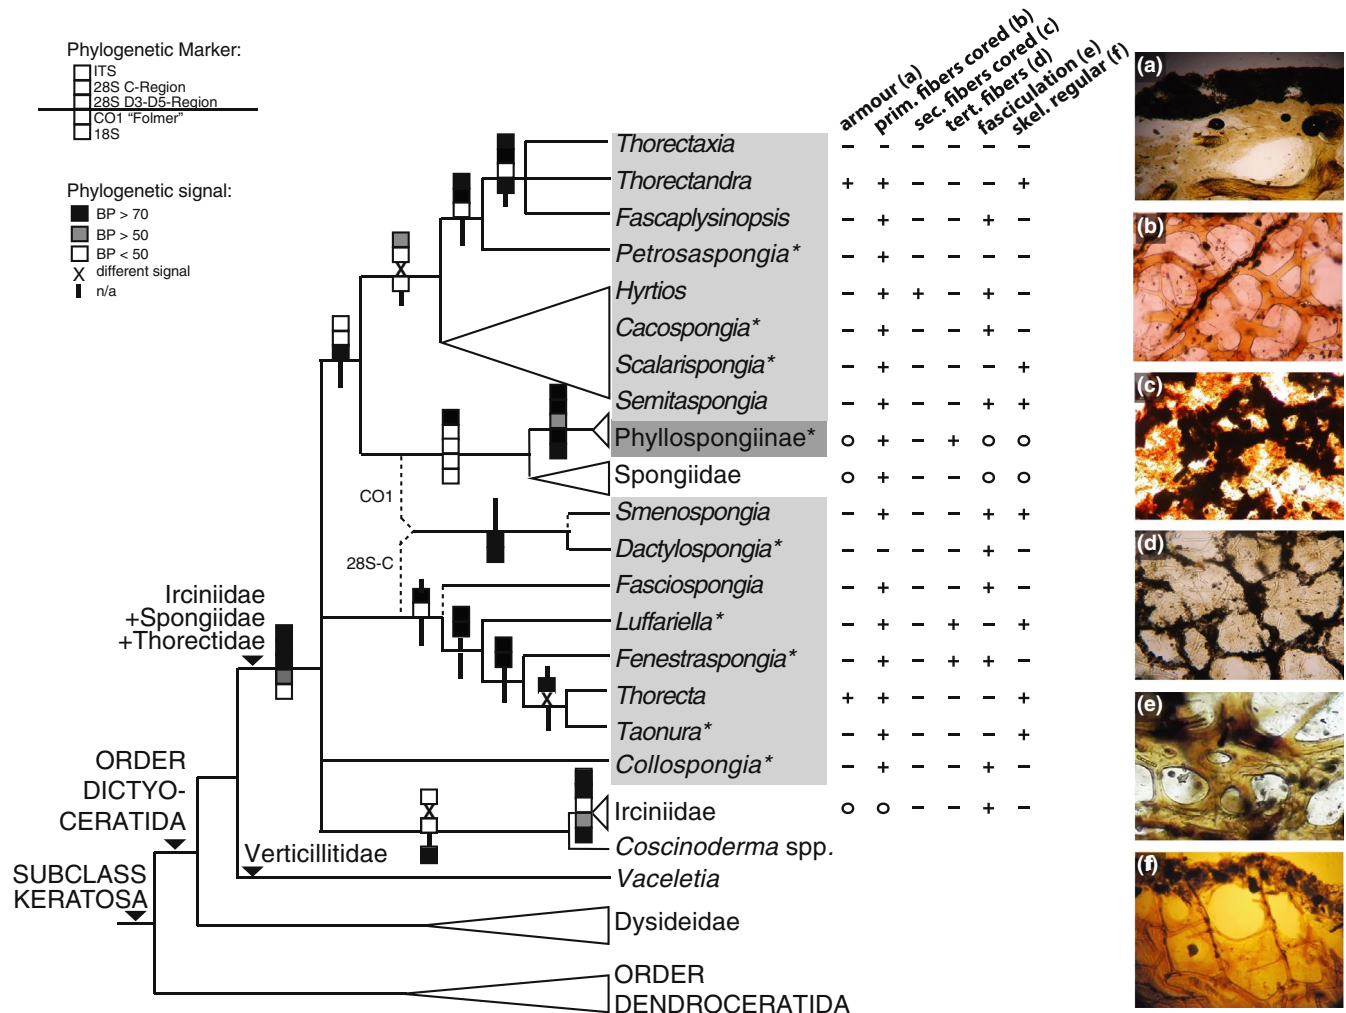 Phylogenetic Marker:
ITS
28S C-Region
28S D3-D5-Region
CO1 "Folmer"
18S
Phylogenetic signal:
BP > 70
BP > 50
BP < 50
X different signal
n/a
armour (a)
prim. fibers cored (b)
sec. fibers cored (c)
tert. fibers (d)
fasciculation (e)
skel. regular (f)
Thorectaxia – – – – – –
Thorectandra + + – – – +
Fascaplysinopsis – + – – + –
Petrosaspongia* – + – – – –
Hyrtios – + + – + –
Cacospongia* – + – – + –
Scalarispongia* – + – – – +
Semitaspongia – + – – + +
Phyllospongiinae* o + – + o o
Spongiidae o + – – o o
Smenospongia – + – – + +
Dactylospongia* – – – – + –
Fasciospongia – + – – + –
Luffariella* – + – + – +
Fenestraspongia* – + – + + –
Thorecta + + – – – +
Taonura* – + – – – +
Collospongia* – + – – + –
Irciniidae o o – – + –
Coscinoderma spp.
Vaceletia
Dysideidae
ORDER
DENDROCERATIDA
X
CO1
28S-C
X
X
Irciniidae
+Spongiidae
+Thorectidae
ORDER
DICTYO-
CERATIDA
Verticillitidae
SUBCLASS
KERATOSA
(a)
(b)
(c)
(d)
(e)
(f)